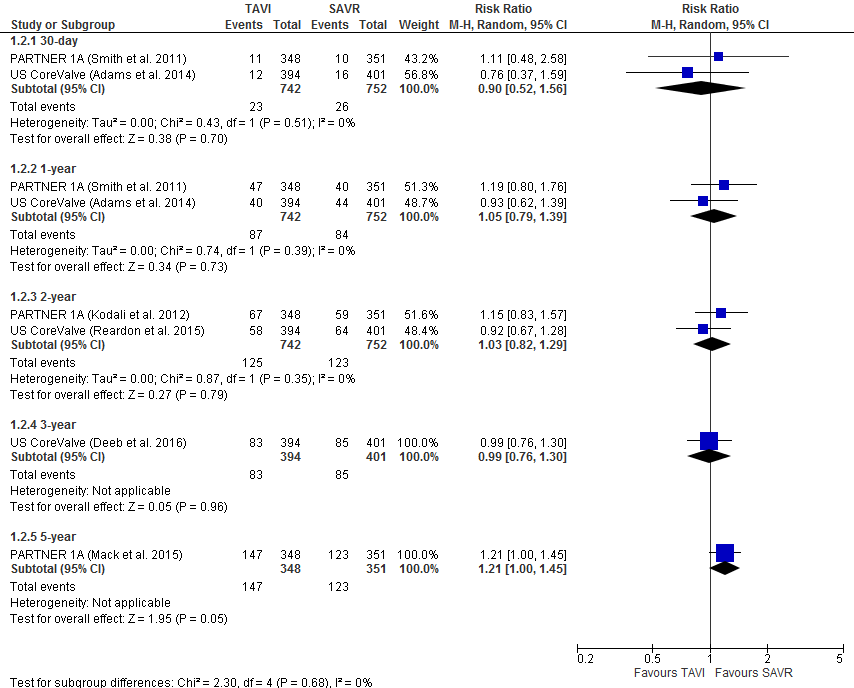 TAVI SAVR Risk Ratio Risk Ratio
Study or Subgroup Events Total Events Total Weight M-H, Random, 95% CI M-H, Random, 95% CI
1.2.1 30-day
PARTNER 1A (Smith et al. 2011) 11 348 10 351 43.2% 1.11 [0.48, 2.58]
US CoreValve (Adams et al. 2014) 12 394 16 401 56.8% 0.76 [0.37, 1.59]
Subtotal (95% CI) 742 752 100.0% 0.90 [0.52, 1.56]
Total events 23 26
Heterogeneity: Tau² = 0.00; Chi² = 0.43, df = 1 (P = 0.51); I² = 0%
Test for overall effect: Z = 0.38 (P = 0.70)
1.2.2 1-year
PARTNER 1A (Smith et al. 2011) 47 348 40 351 51.3% 1.19 [0.80, 1.76]
US CoreValve (Adams et al. 2014) 40 394 44 401 48.7% 0.93 [0.62, 1.39]
Subtotal (95% CI) 742 752 100.0% 1.05 [0.79, 1.39]
Total events 87 84
Heterogeneity: Tau² = 0.00; Chi² = 0.74, df = 1 (P = 0.39); I² = 0%
Test for overall effect: Z = 0.34 (P = 0.73)
1.2.3 2-year
PARTNER 1A (Kodali et al. 2012) 67 348 59 351 51.6% 1.15 [0.83, 1.57]
US CoreValve (Reardon et al. 2015) 58 394 64 401 48.4% 0.92 [0.67, 1.28]
Subtotal (95% CI) 742 752 100.0% 1.03 [0.82, 1.29]
Total events 125 123
Heterogeneity: Tau² = 0.00; Chi² = 0.87, df = 1 (P = 0.35); I² = 0%
Test for overall effect: Z = 0.27 (P = 0.79)
1.2.4 3-year
US CoreValve (Deeb et al. 2016) 83 394 85 401 100.0% 0.99 [0.76, 1.30]
Subtotal (95% CI) 394 401 100.0% 0.99 [0.76, 1.30]
Total events 83 85
Heterogeneity: Not applicable
Test for overall effect: Z = 0.05 (P = 0.96)
1.2.5 5-year
PARTNER 1A (Mack et al. 2015) 147 348 123 351 100.0% 1.21 [1.00, 1.45]
Subtotal (95% CI) 348 351 100.0% 1.21 [1.00, 1.45]
Total events 147 123
Heterogeneity: Not applicable
Test for overall effect: Z = 1.95 (P = 0.05)
0.2 0.5 1 2 5
Favours TAVI Favours SAVR
Test for subgroup differences: Chi² = 2.30, df = 4 (P = 0.68), I² = 0%